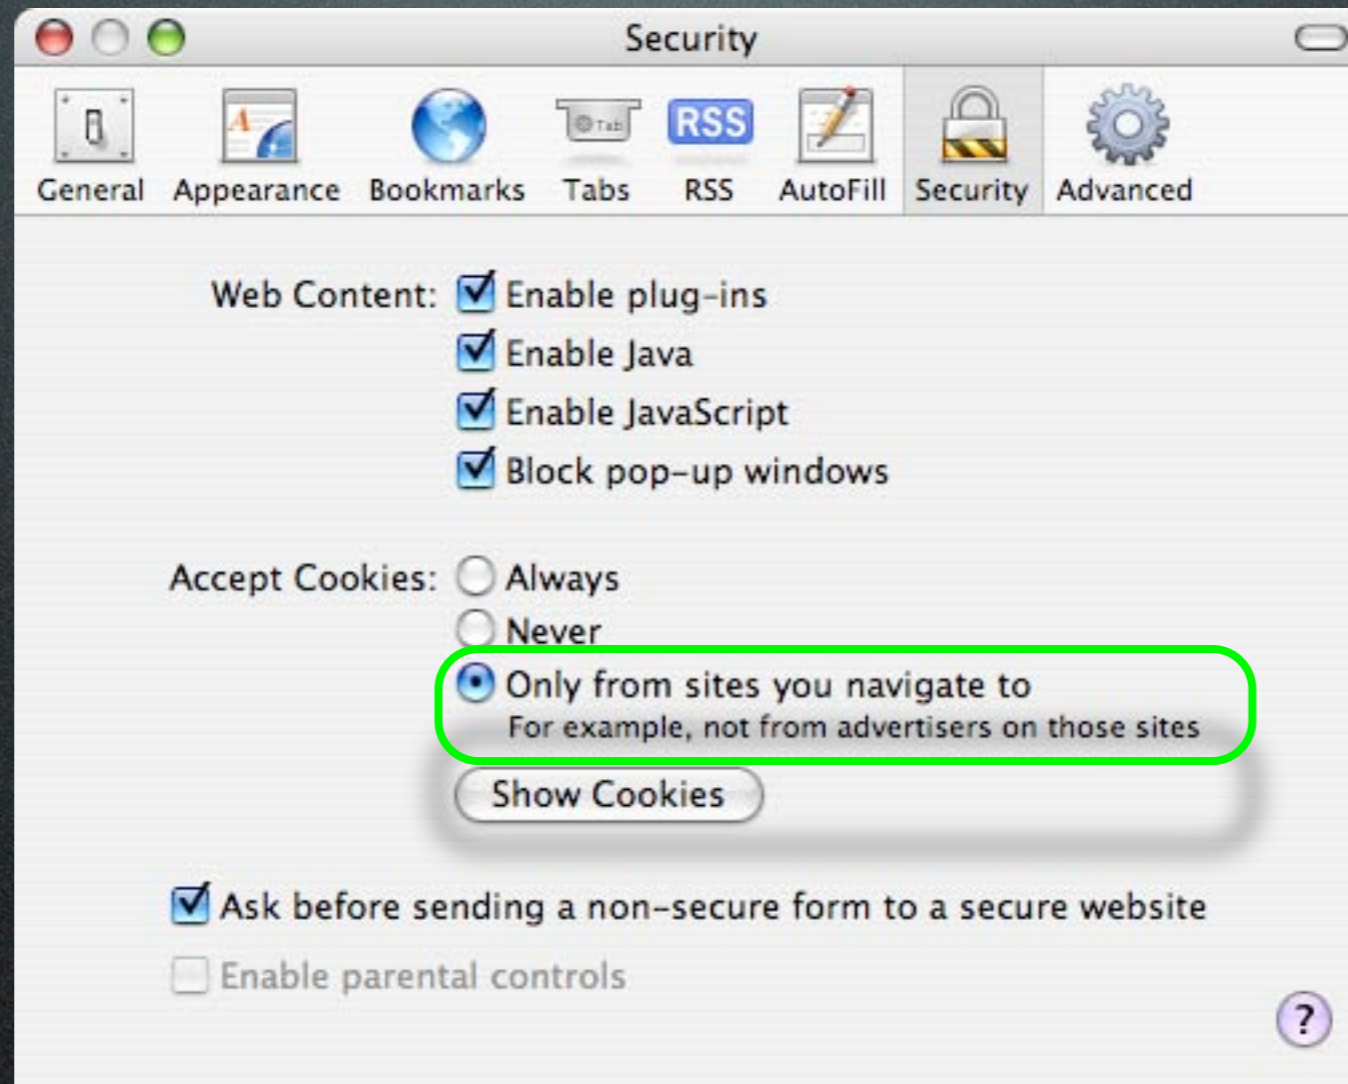 Security
General Appearance Bookmarks Tabs RSS AutoFill Security Advanced
A
Tab
RSS
Web Content: Enable plug-ins
Enable Java
Enable JavaScript
Block pop-up windows
Accept Cookies: Always
Never
Only from sites you navigate to
For example, not from advertisers on those sites
Show Cookies
Ask before sending a non-secure form to a secure website
Enable parental controls
?